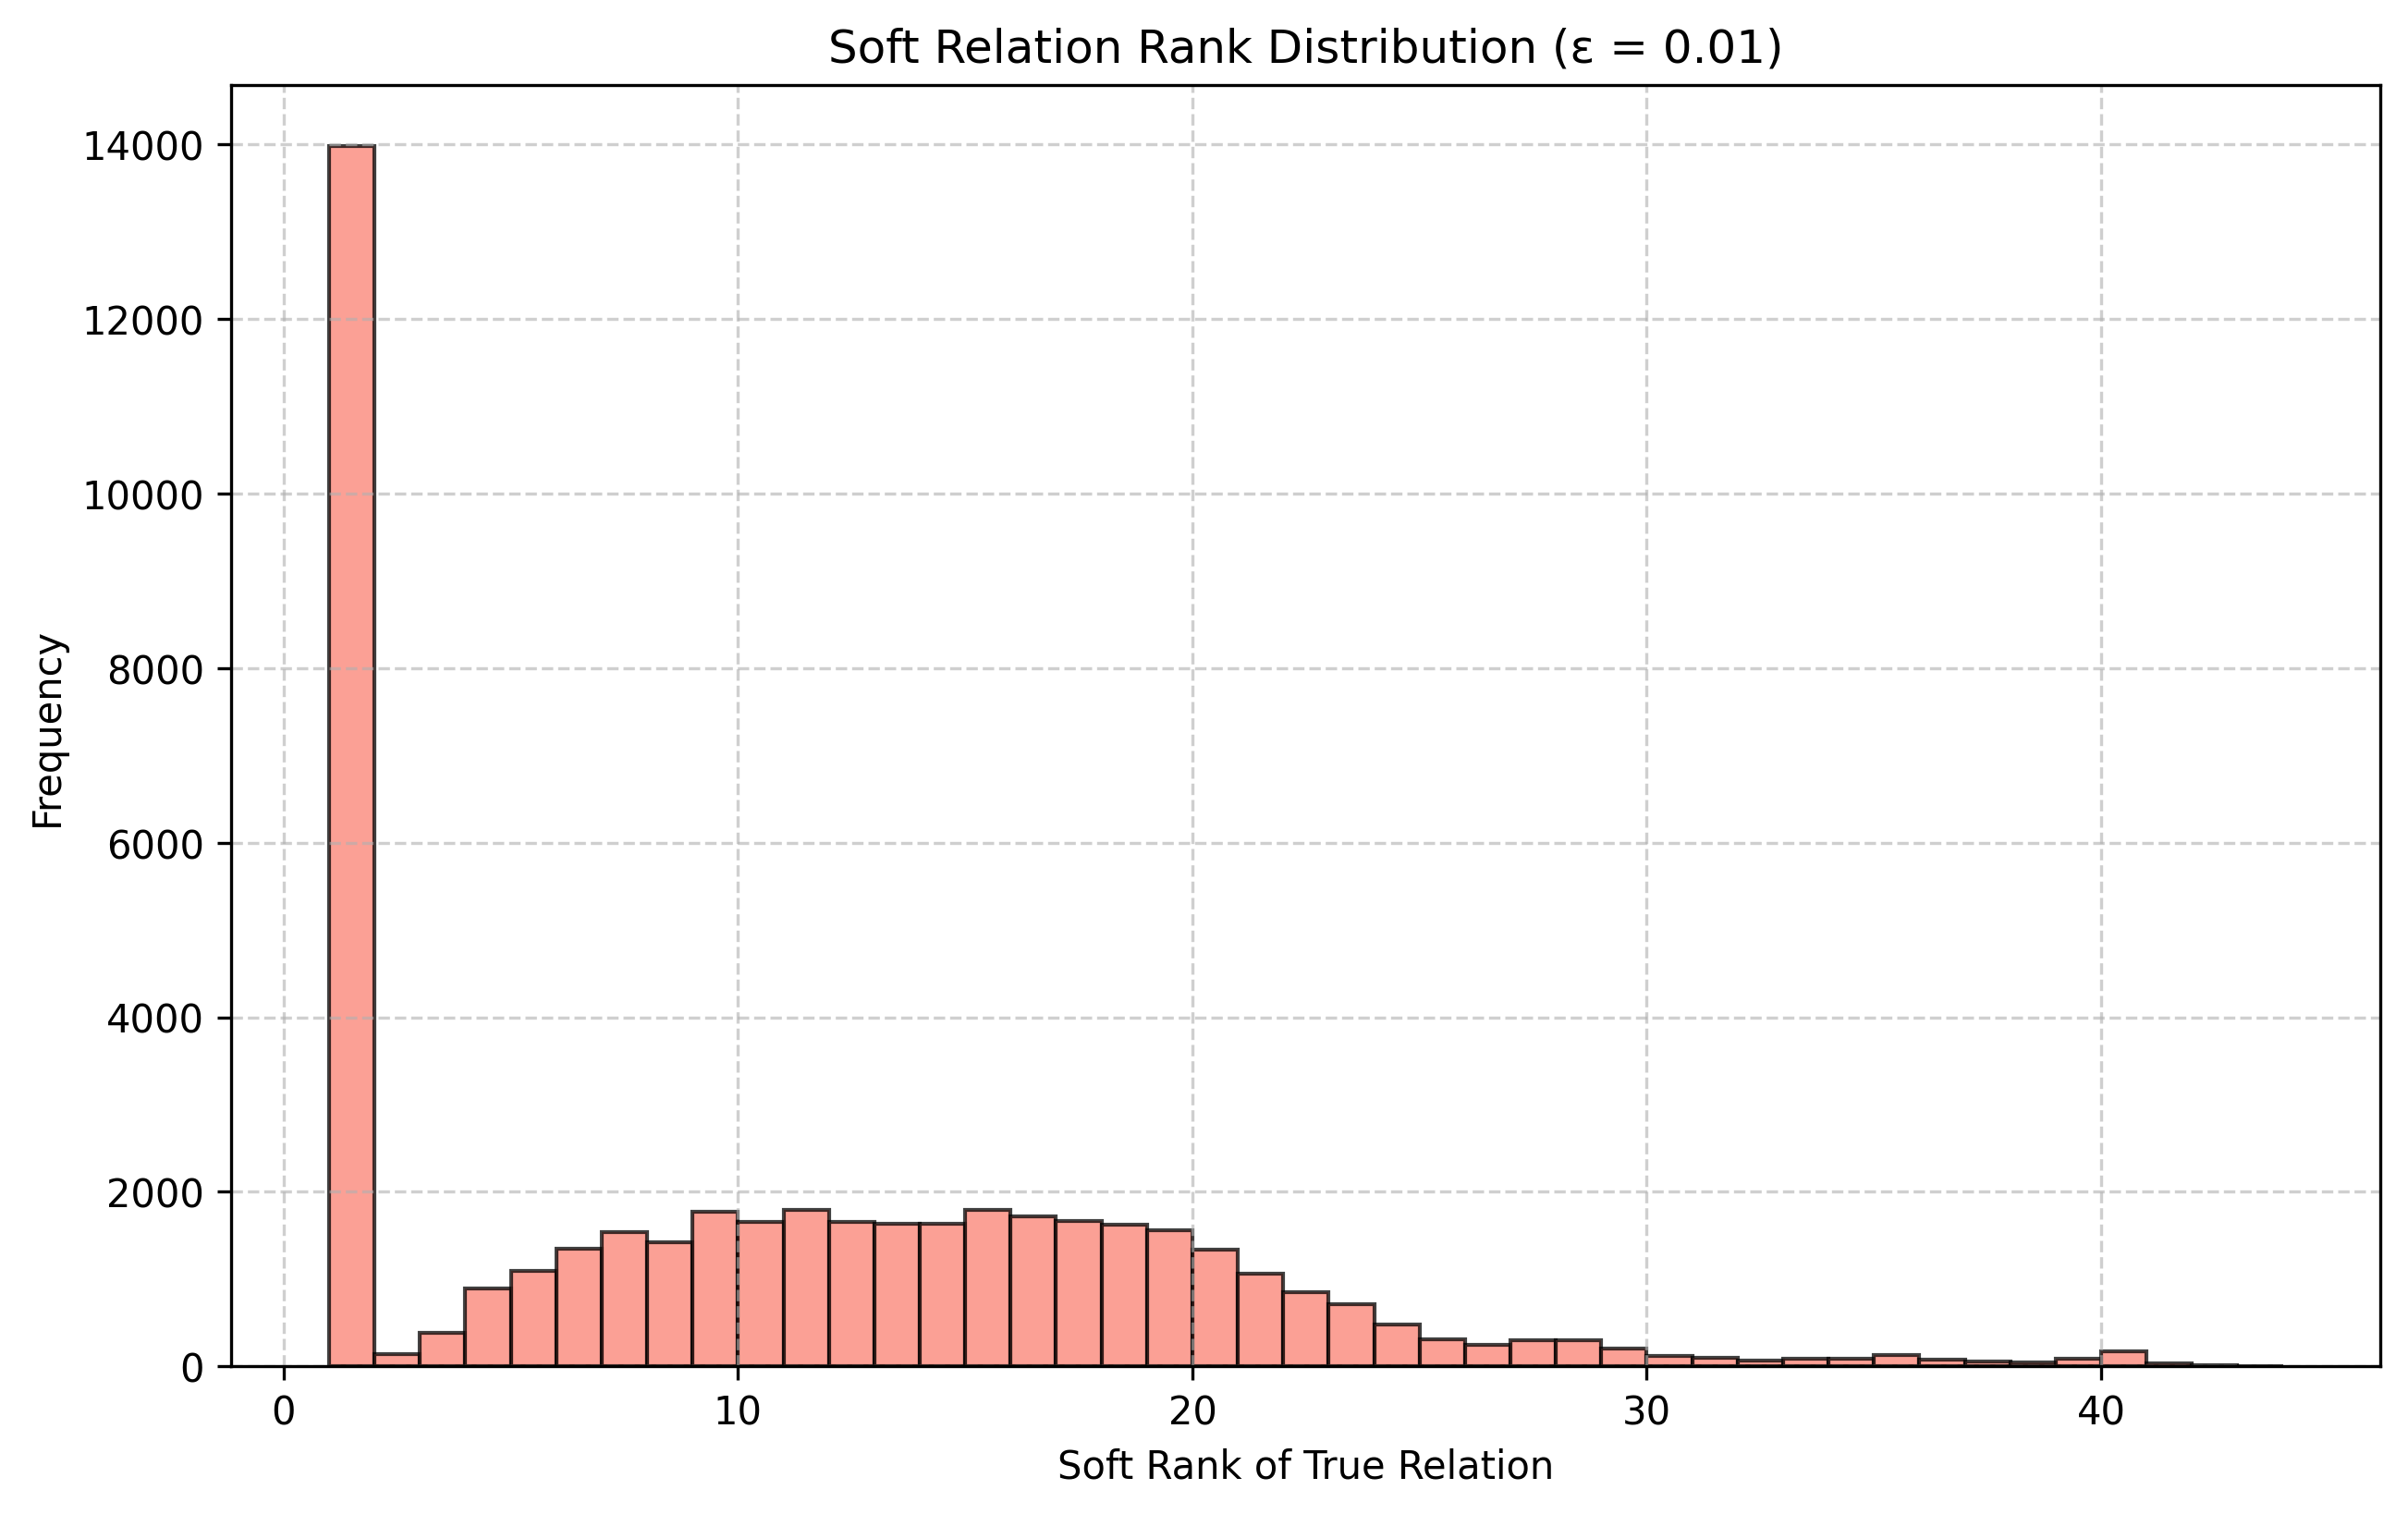 Soft Relation Rank Distribution (ε = 0.01)
14000
12000
10000
8000
6000
4000
2000
0
Frequency
0 10 20 30 40
Soft Rank of True Relation